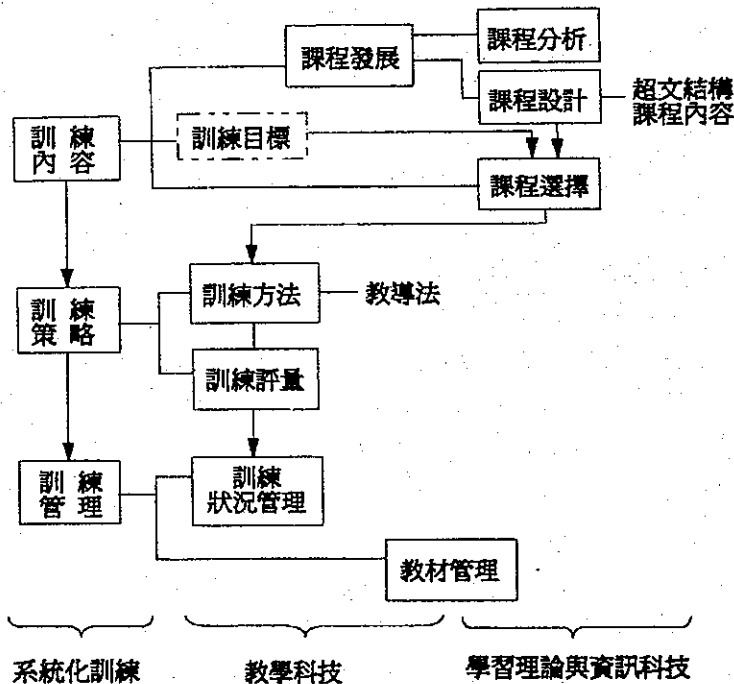 課程分析
課程發展
課程設計
超文結構
課程內容
訓練
內容
訓練目標
課程選擇
訓練
策略
訓練方法
教導法
訓練評量
訓練
管理
訓練
狀況管理
教材管理
系統化訓練
教學科技
學習理論與資訊科技